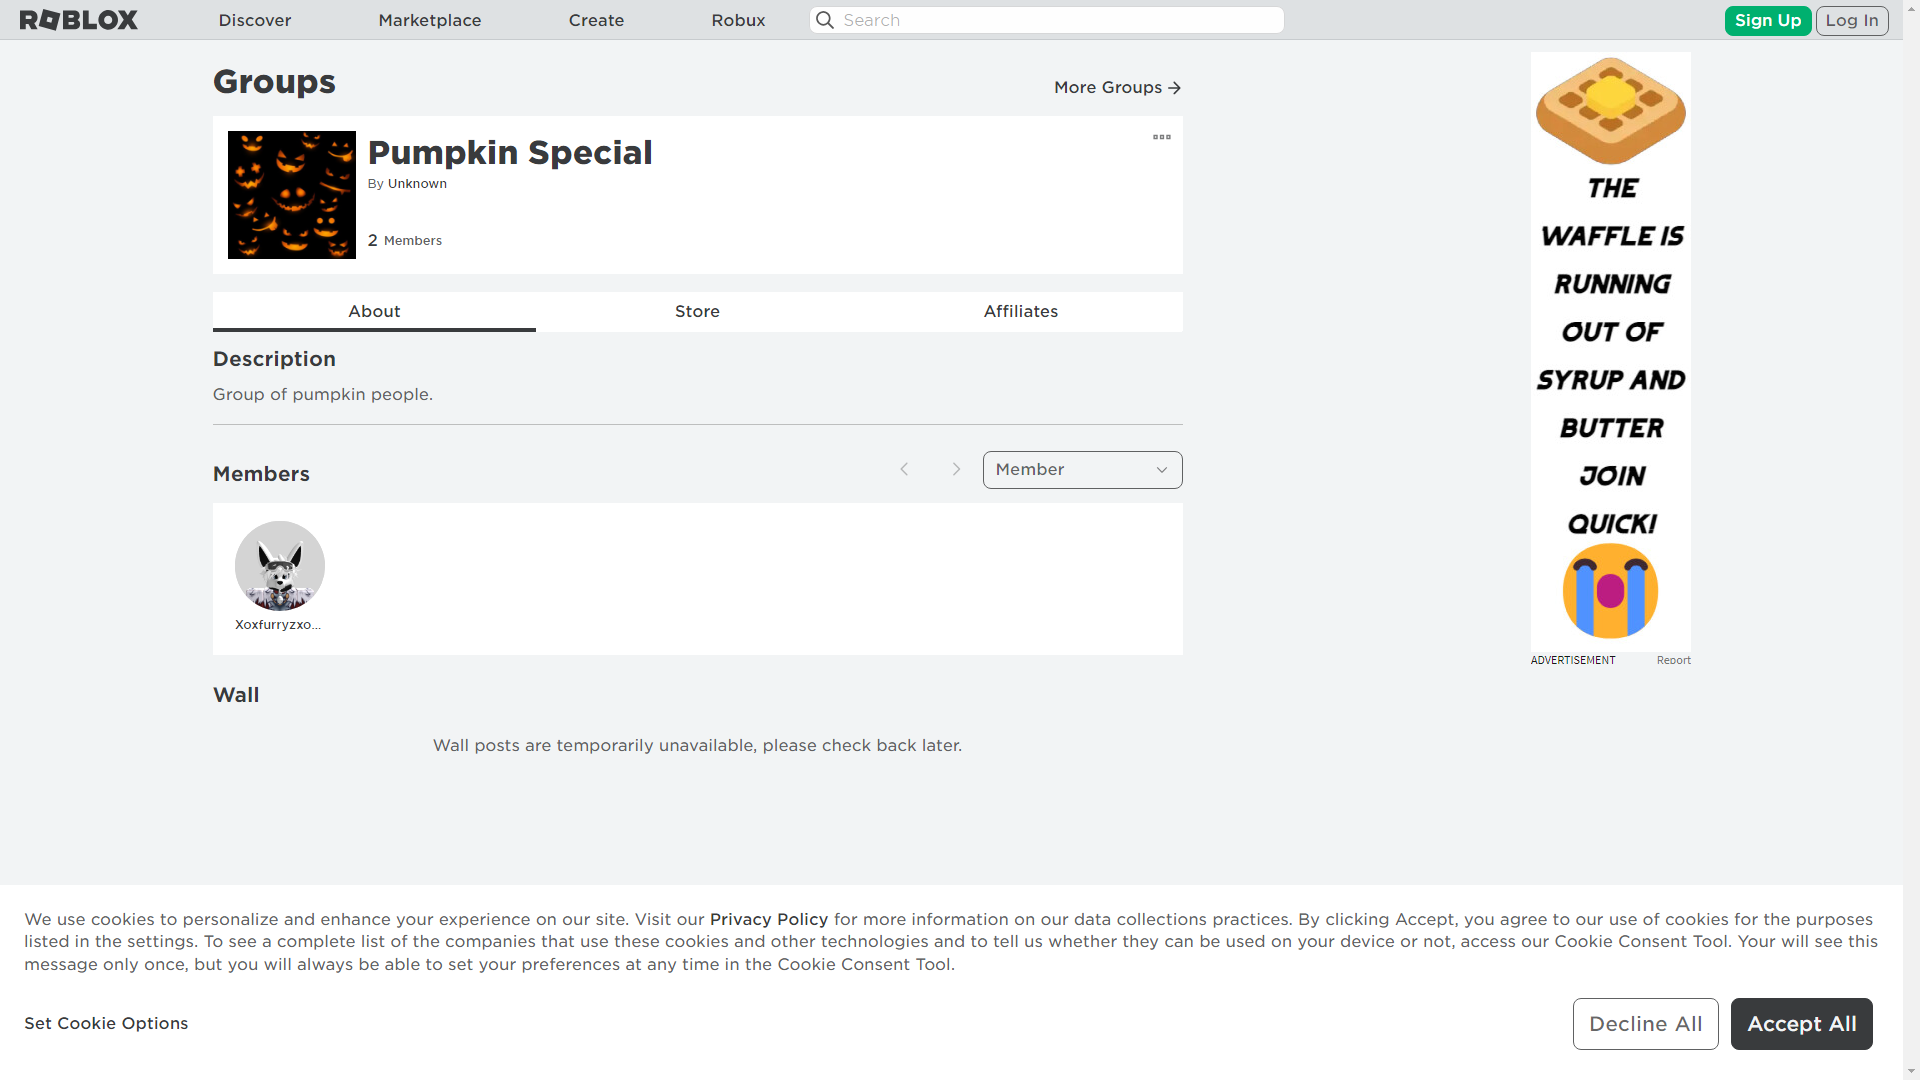 ROBLOX
Discover
Marketplace
Create
Robux
Search
Sign Up
Log In
Groups
More Groups
Pumpkin Special
By Unknown
2 Members
About
Store
Affiliates
Description
Group of pumpkin people.
Members
Member
Xoxfurryzxo...
Wall
Wall posts are temporarily unavailable, please check back later.
THE
WAFFLE IS
RUNNING
OUT OF
SYRUP AND
BUTTER
JOIN
QUICK!
ADVERTISEMENT
Report
We use cookies to personalize and enhance your experience on our site. Visit our Privacy Policy for more information on our data collections practices. By clicking Accept, you agree to our use of cookies for the purposes
listed in the settings. To see a complete list of the companies that use these cookies and other technologies and to tell us whether they can be used on your device or not, access our Cookie Consent Tool. Your will see this
message only once, but you will always be able to set your preferences at any time in the Cookie Consent Tool.
Set Cookie Options
Decline All
Accept All